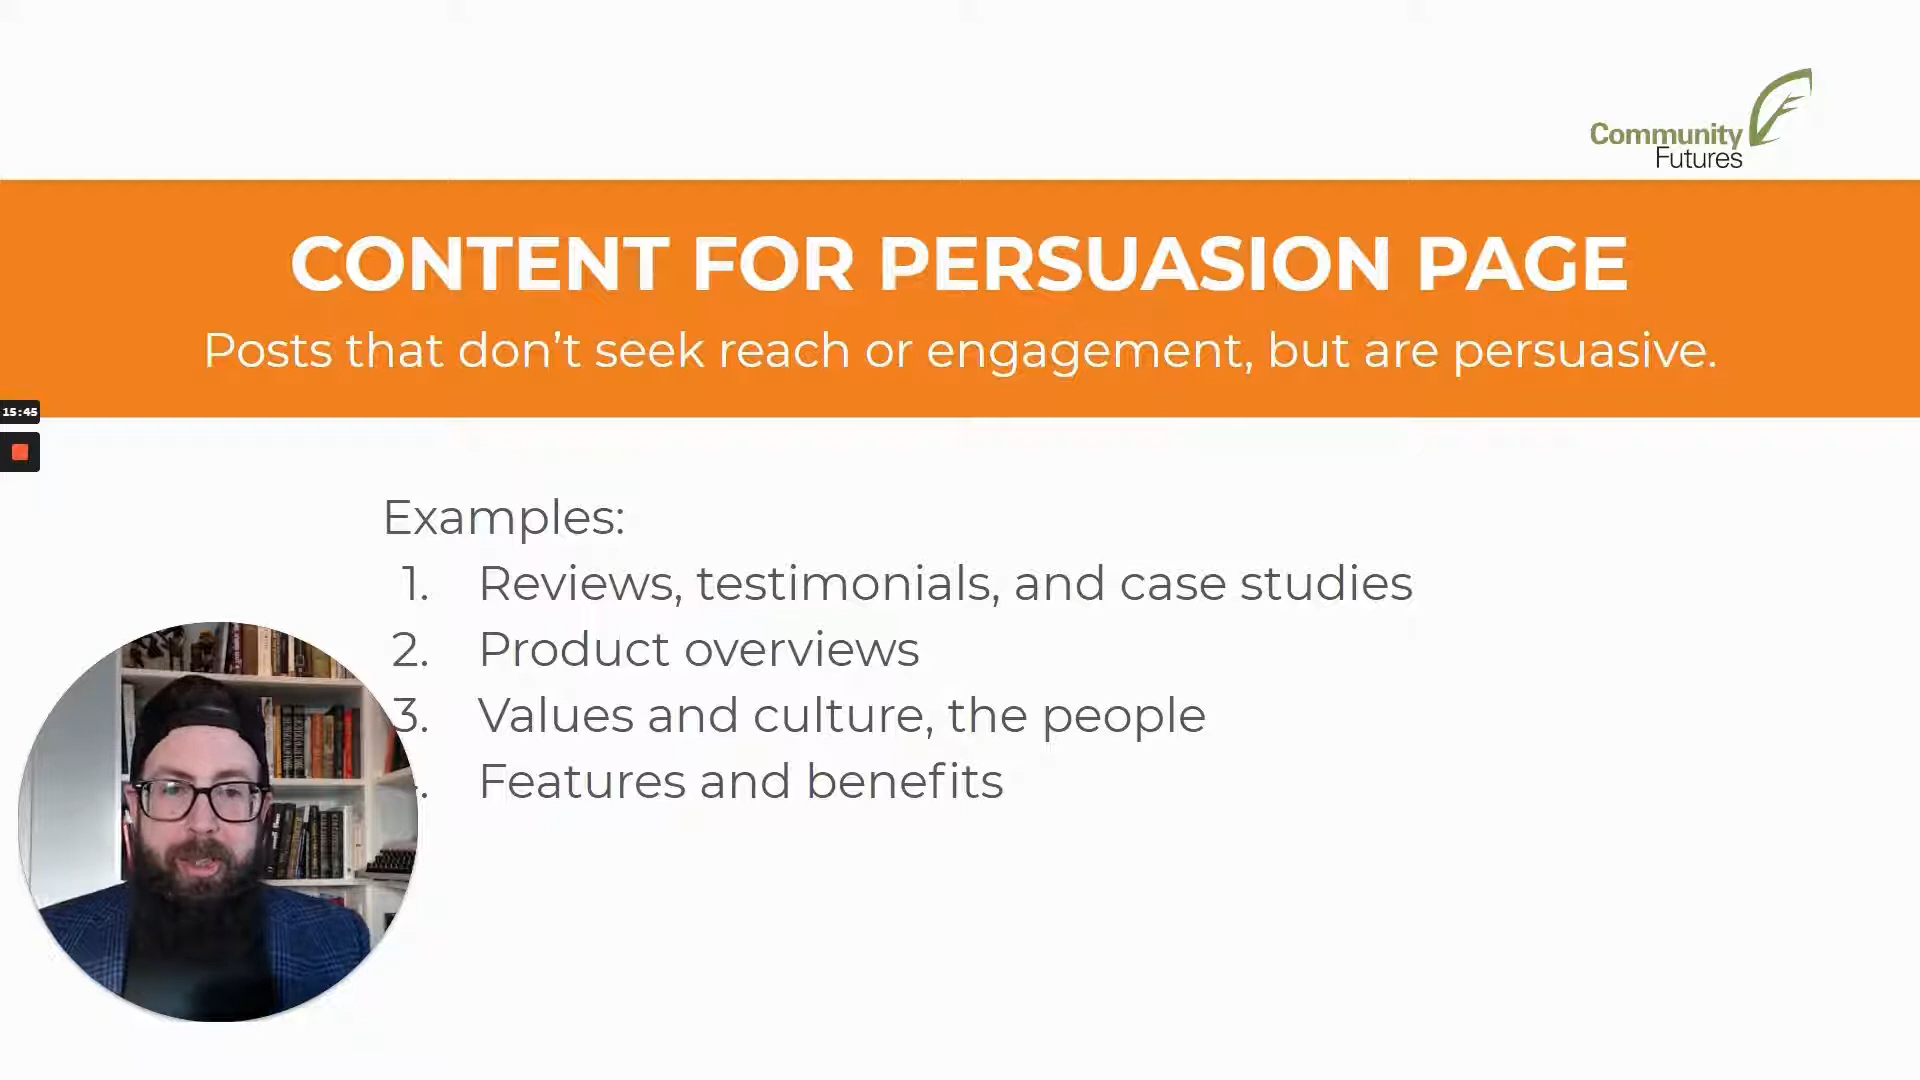 Community
Futures
CONTENT FOR PERSUASION PAGE
Posts that don’t seek reach or engagement, but are persuasive.
15:45
Examples:
1. Reviews, testimonials, and case studies
2. Product overviews
3. Values and culture, the people
Features and benefits